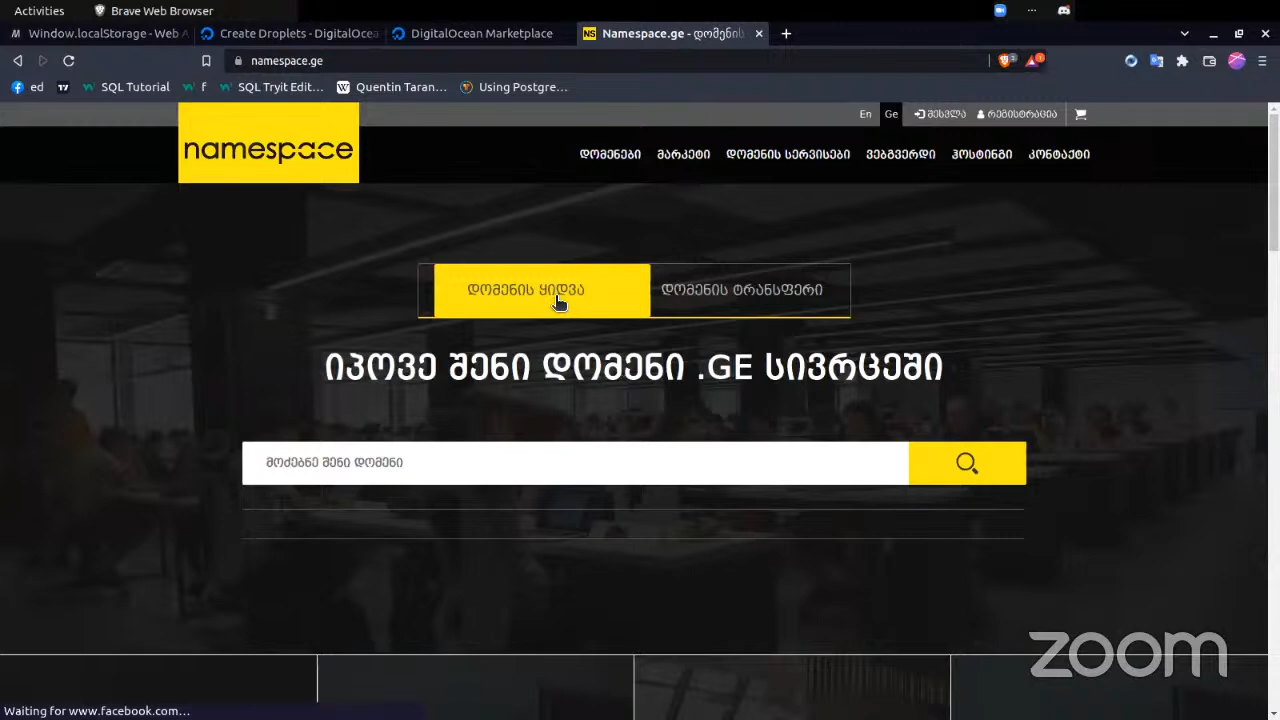 Activities Brave Web Browser ...
Window.localStorage - Web A Create Droplets - DigitalOcea DigitalOcean Marketplace NS Namespace.ge - დომენის
namespace.ge 3 1
ed SQL Tutorial f SQL Tryit Edit... Quentin Taran... Using Postgre...
En Ge შესვლა რეგისტრაცია
namespace
დომენები მარკეტი დომენის სერვისები ვებგვერდი ჰოსტინგი კონტაქტი
დომენის ყიდვა დომენის ტრანსფერი
იპოვე შენი დომენი .GE სივრცეში
მოძებნე შენი დომენი
zoom
Waiting for www.facebook.com...